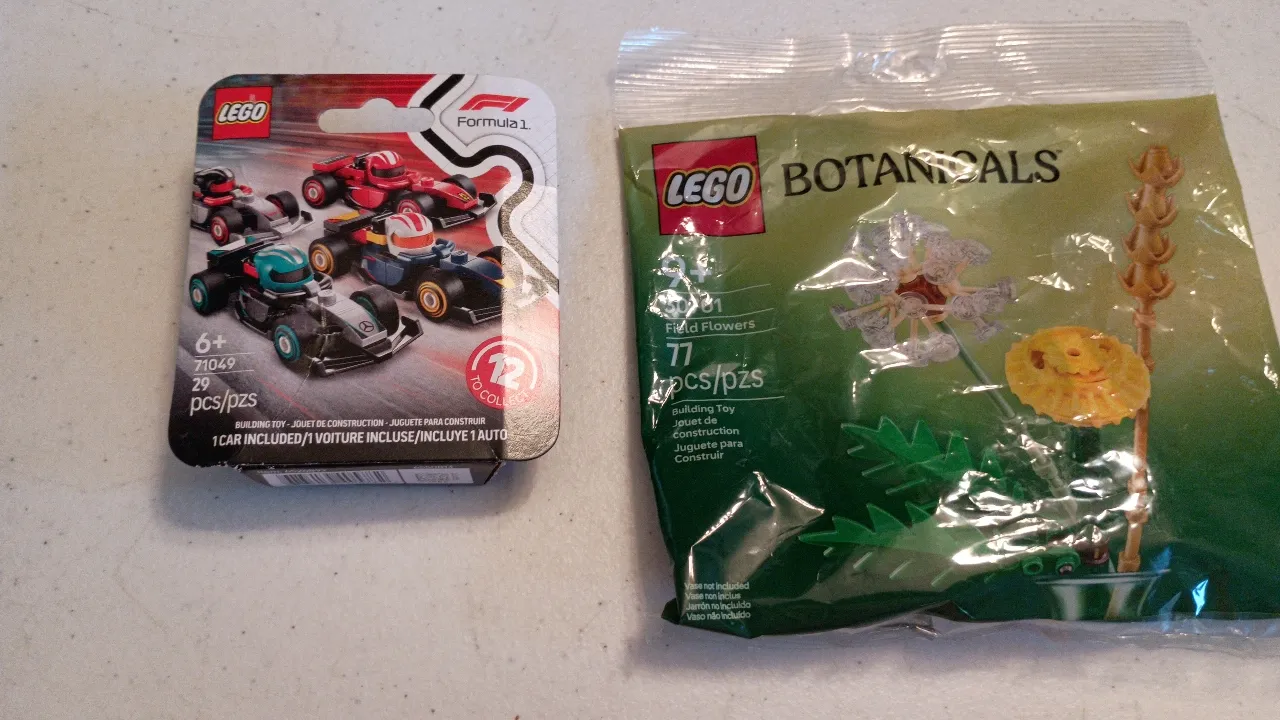 LEGO
Formula 1.
6+
71049
29
pcs/pzs
12
TO COLLECT
BUILDING TOY - JOUET DE CONSTRUCTION - JUGUETE PARA CONSTRUIR
1 CAR INCLUDED/1 VOITURE INCLUSE/INCLUYE 1 AUTO
LEGO
BOTANICALS™
9+
Field Flowers
77
pcs/pzs
Building Toy
Jouet de
construction
Juguete para
Construir
Vase not included
Vase non inclus
Jarrón no incluido
Vaso não incluído